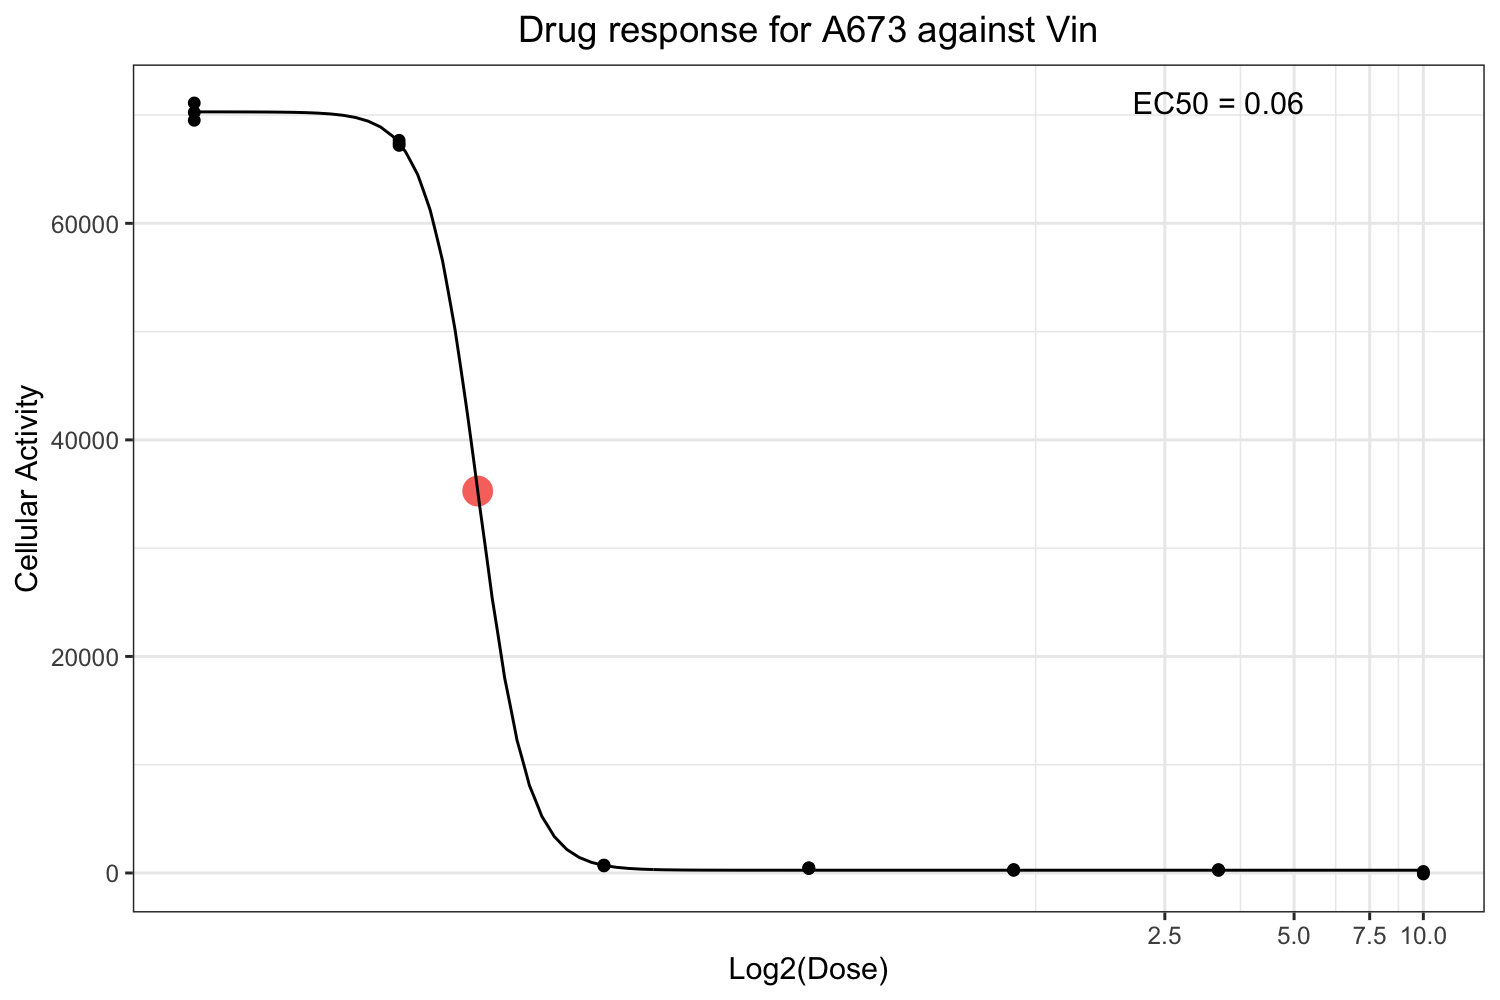 Drug response for A673 against Vin
EC50 = 0.06
60000
40000
20000
0
Cellular Activity
2.5 5.0 7.5 10.0
Log2(Dose)